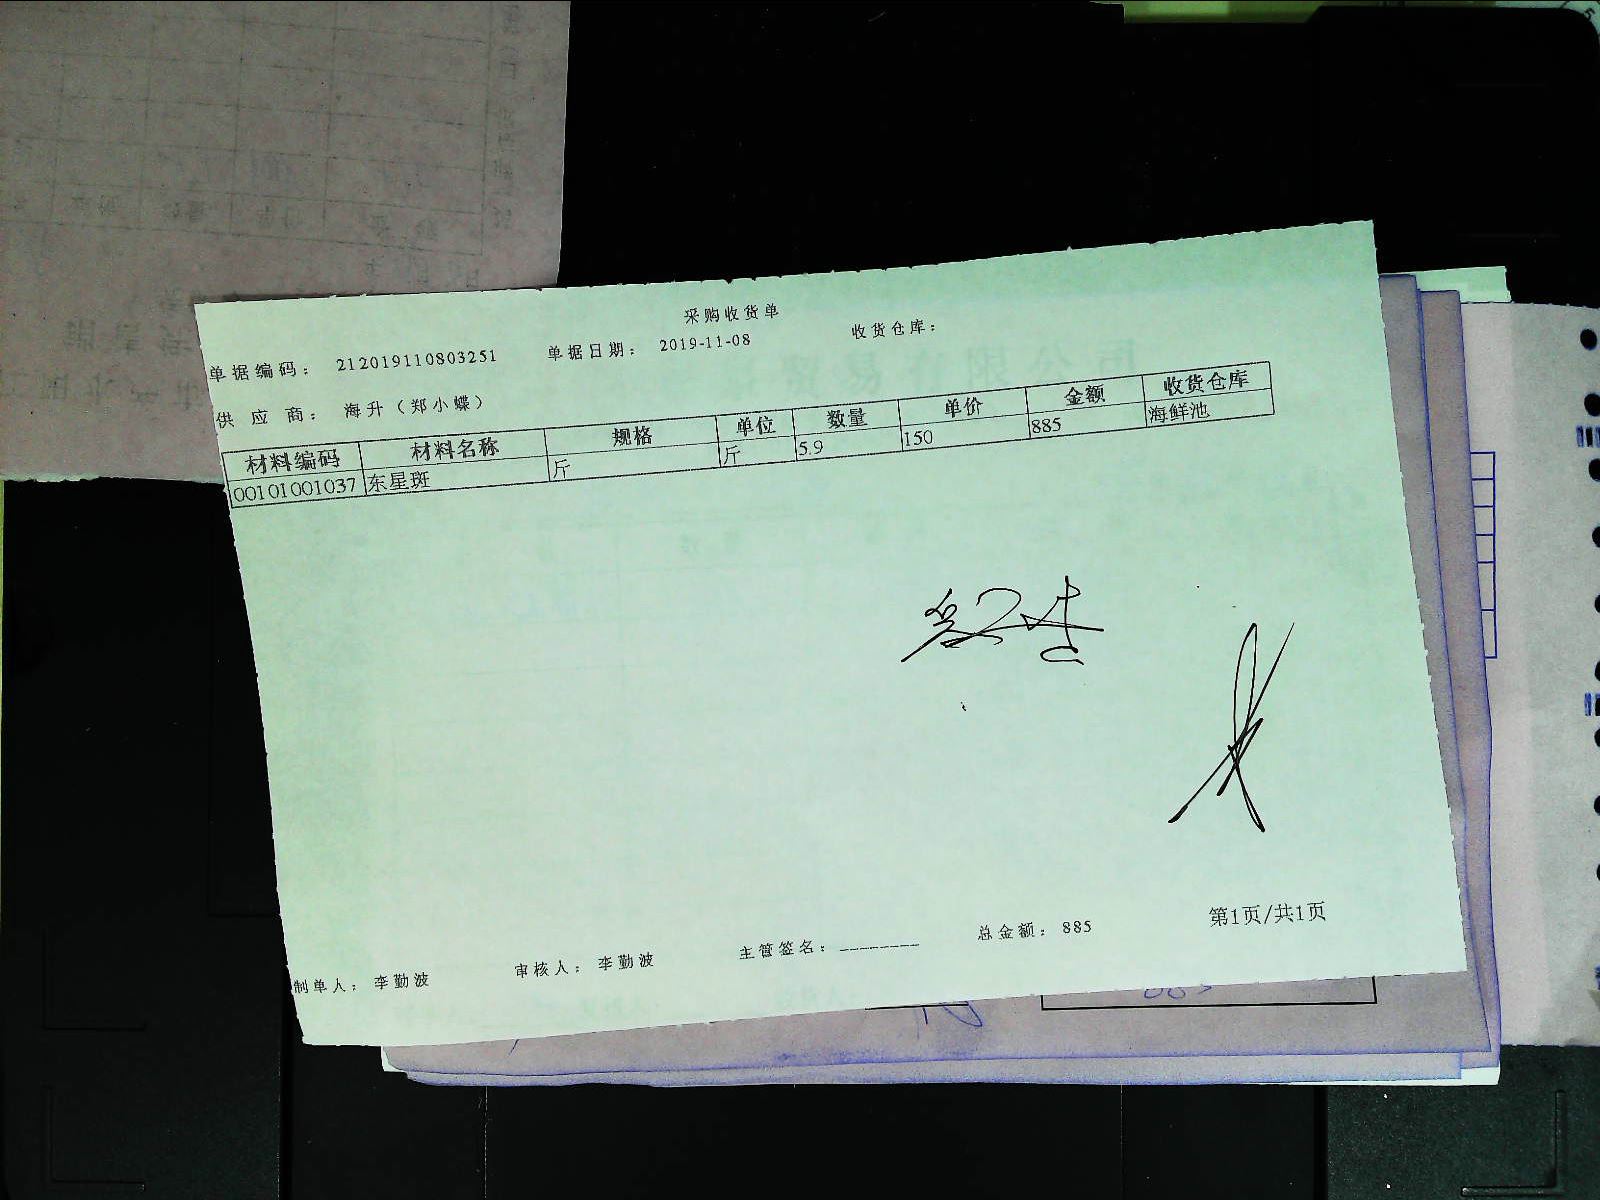 采购收货单
单据编码： 212019110803251 单据日期： 2019-11-08 收货仓库：
供 应 商： 海升（郑小蝶）
材料编码 材料名称 规格 单位 数量 单价 金额 收货仓库
00101001037 东星斑 斤 斤 5.9 150 885 海鲜池
制单人： 李勤波 审核人： 李勤波 主管签名：________ 总金额： 885 第1页/共1页